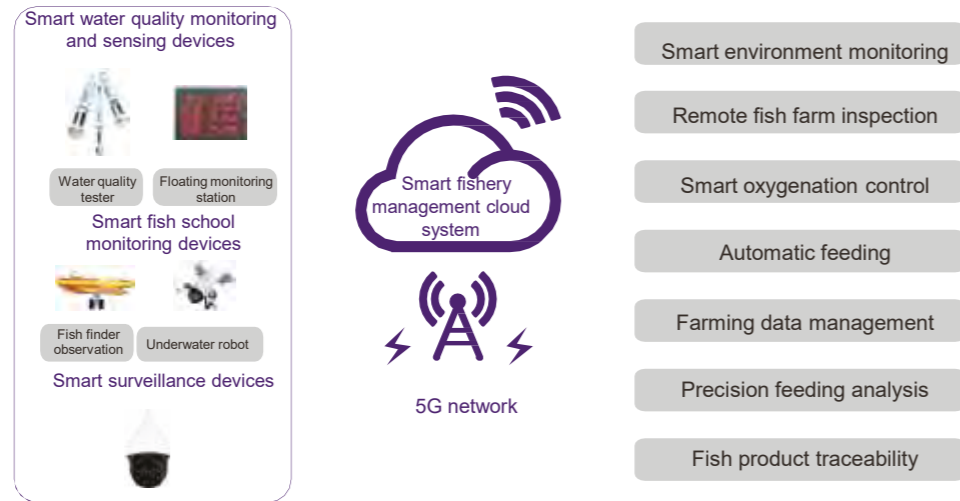 Smart water quality monitoring
and sensing devices
Water quality
tester
Floating monitoring
station
Smart fish school
monitoring devices
Fish finder
observation
Underwater robot
Smart surveillance devices
Smart fishery
management cloud
system
5G network
Smart environment monitoring
Remote fish farm inspection
Smart oxygenation control
Automatic feeding
Farming data management
Precision feeding analysis
Fish product traceability